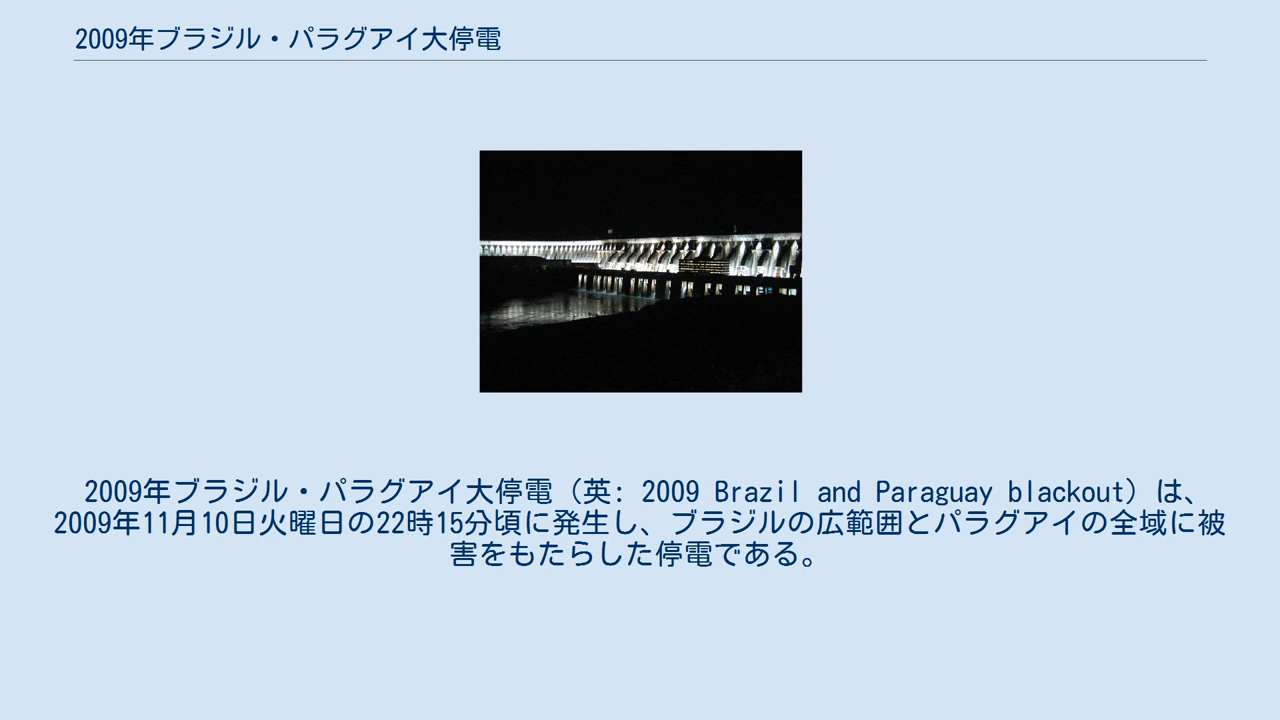 2009年ブラジル・パラグアイ大停電
2009年ブラジル・パラグアイ大停電（英: 2009 Brazil and Paraguay blackout）は、
2009年11月10日火曜日の22時15分頃に発生し、ブラジルの広範囲とパラグアイの全域に被
害をもたらした停電である。